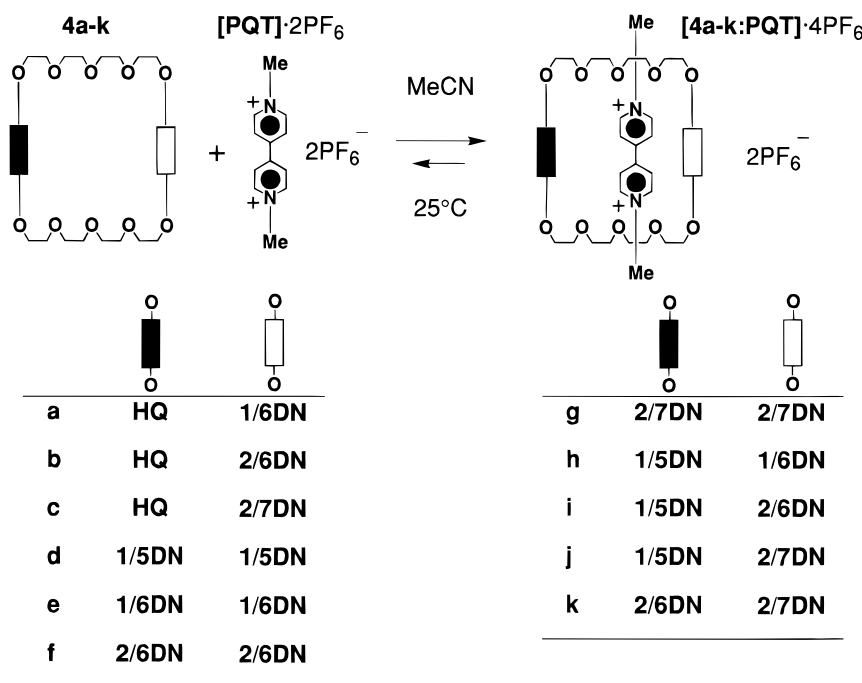 4a-k [PQT]·2PF6 Me [4a-k:PQT]·4PF6
Me
O O O O O
O O O O O
N+
N+
+
2PF6−
MeCN
25°C
N+
N+
2PF6−
O O O O O
Me
O O O O O
Me
O O O O
O O O O
a HQ 1/6DN
b HQ 2/6DN
c HQ 2/7DN
d 1/5DN 1/5DN
e 1/6DN 1/6DN
f 2/6DN 2/6DN
g 2/7DN 2/7DN
h 1/5DN 1/6DN
i 1/5DN 2/6DN
j 1/5DN 2/7DN
k 2/6DN 2/7DN